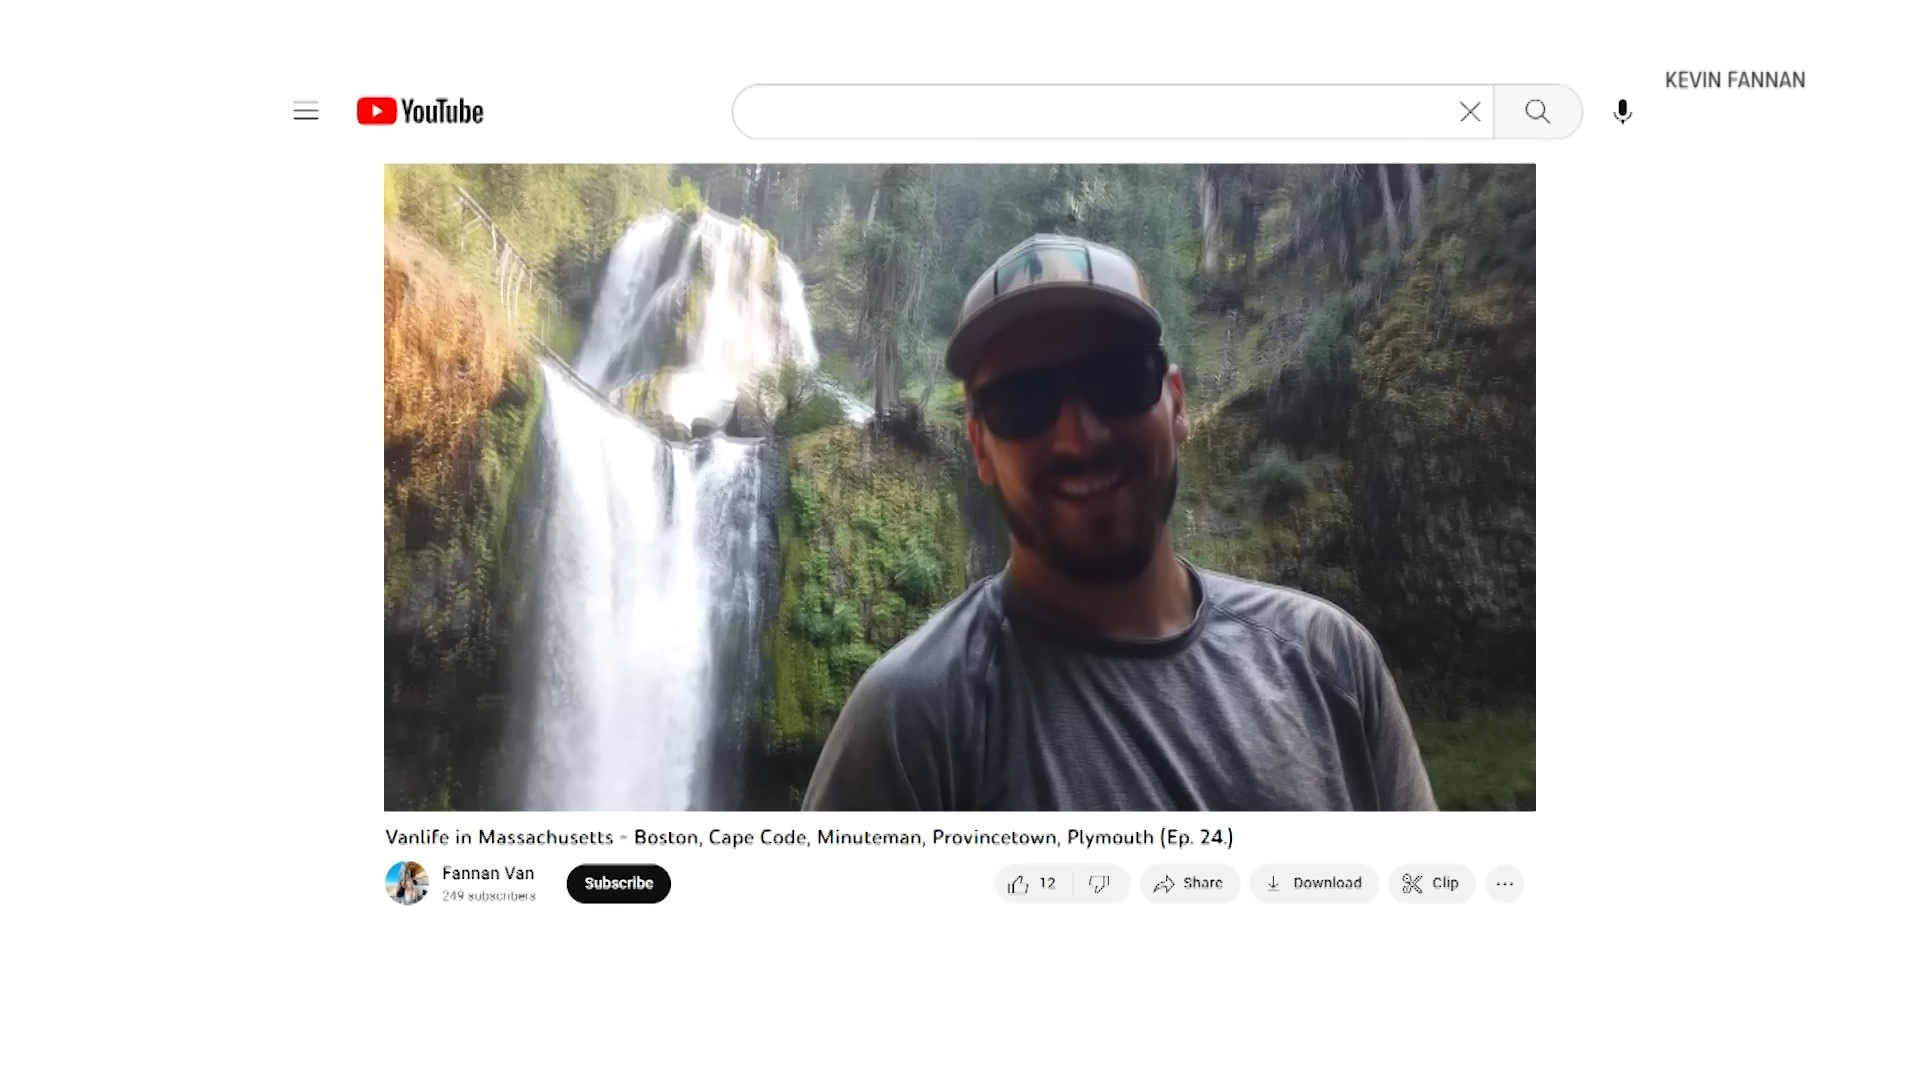 KEVIN FANNAN
YouTube
Vanlife in Massachusetts - Boston, Cape Code, Minuteman, Provincetown, Plymouth (Ep. 24.)
Fannan Van
249 subscribers
Subscribe
12
Share
Download
Clip